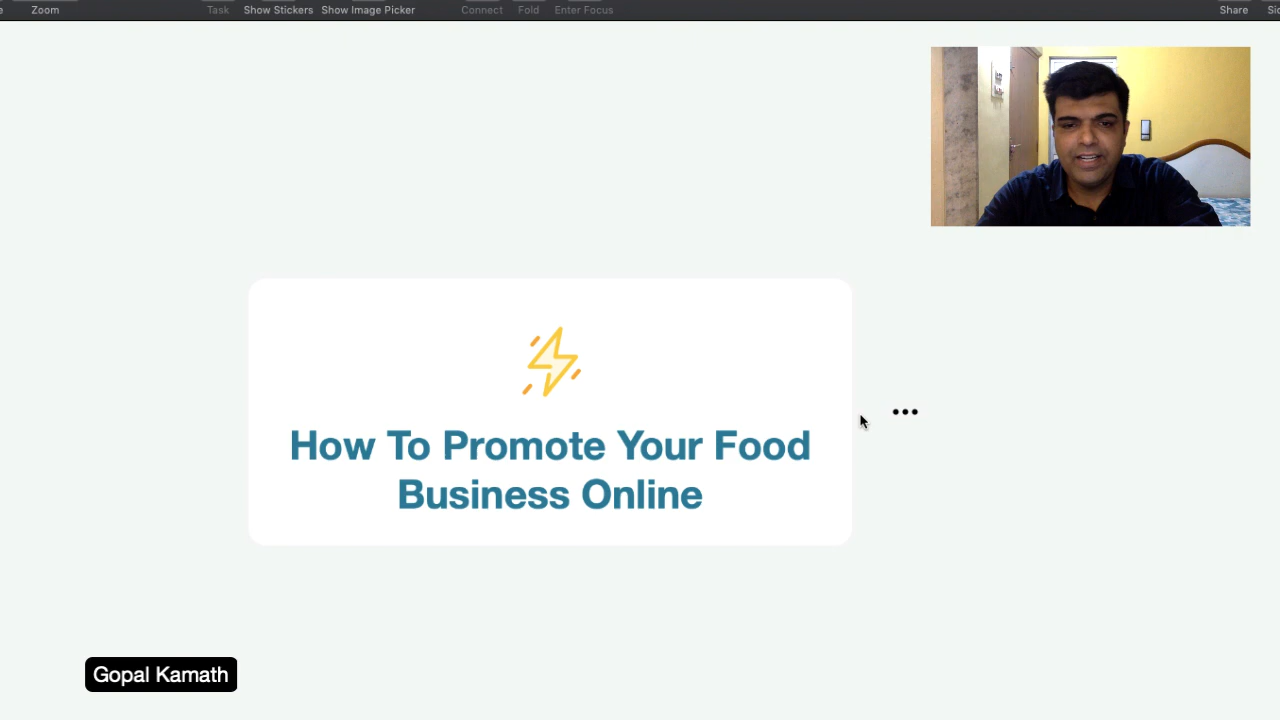 Zoom
Task
Show Stickers
Show Image Picker
Connect
Fold
Enter Focus
Share
How To Promote Your Food
Business Online
Gopal Kamath